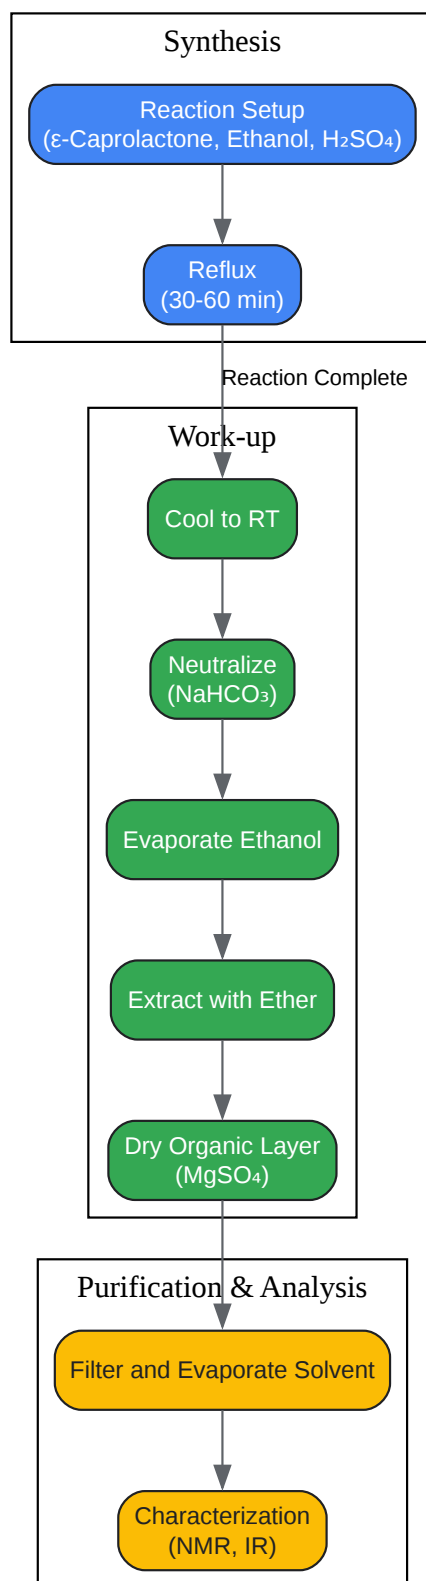 Synthesis
Reaction Setup
(ε-Caprolactone, Ethanol, H₂SO₄)
Reflux
(30-60 min)
Reaction Complete
Work-up
Cool to RT
Neutralize
(NaHCO₃)
Evaporate Ethanol
Extract with Ether
Dry Organic Layer
(MgSO₄)
Purification & Analysis
Filter and Evaporate Solvent
Characterization
(NMR, IR)